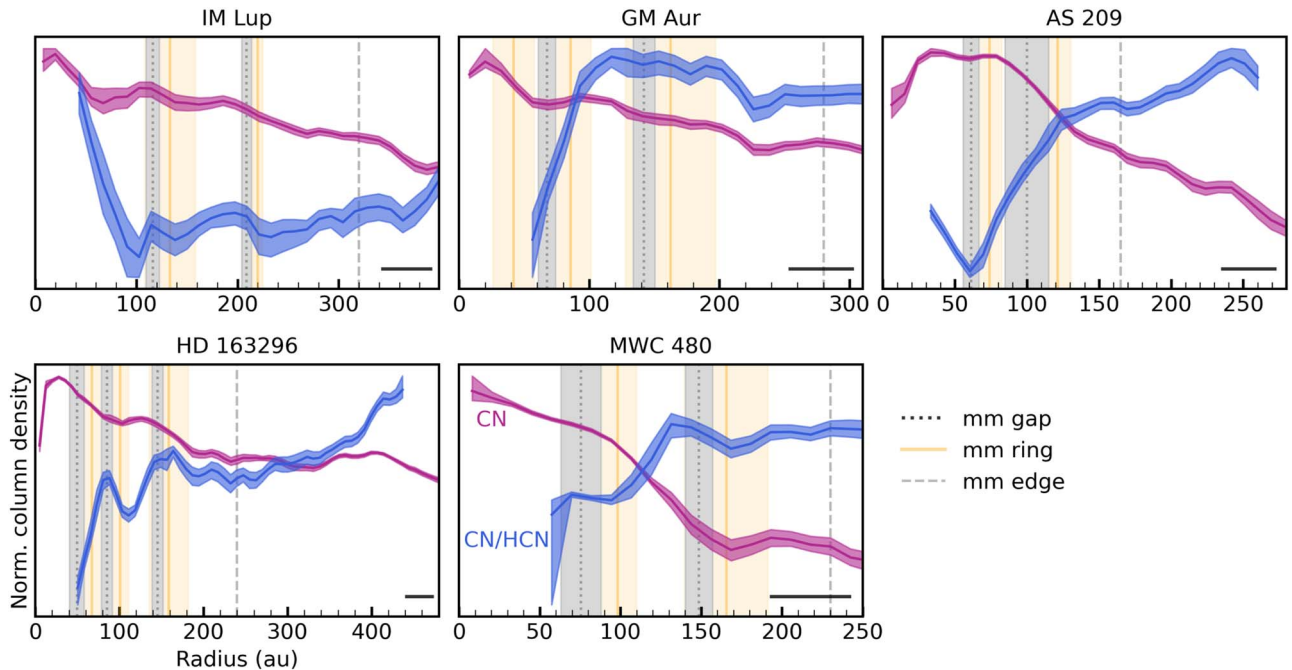 IM Lup
GM Aur
AS 209
0 100 200 300
0 100 200 300
0 50 100 150 200 250
HD 163296
MWC 480
Norm. column density
CN
CN/HCN
mm gap
mm ring
mm edge
0 100 200 300 400
0 50 100 150 200 250
Radius (au)